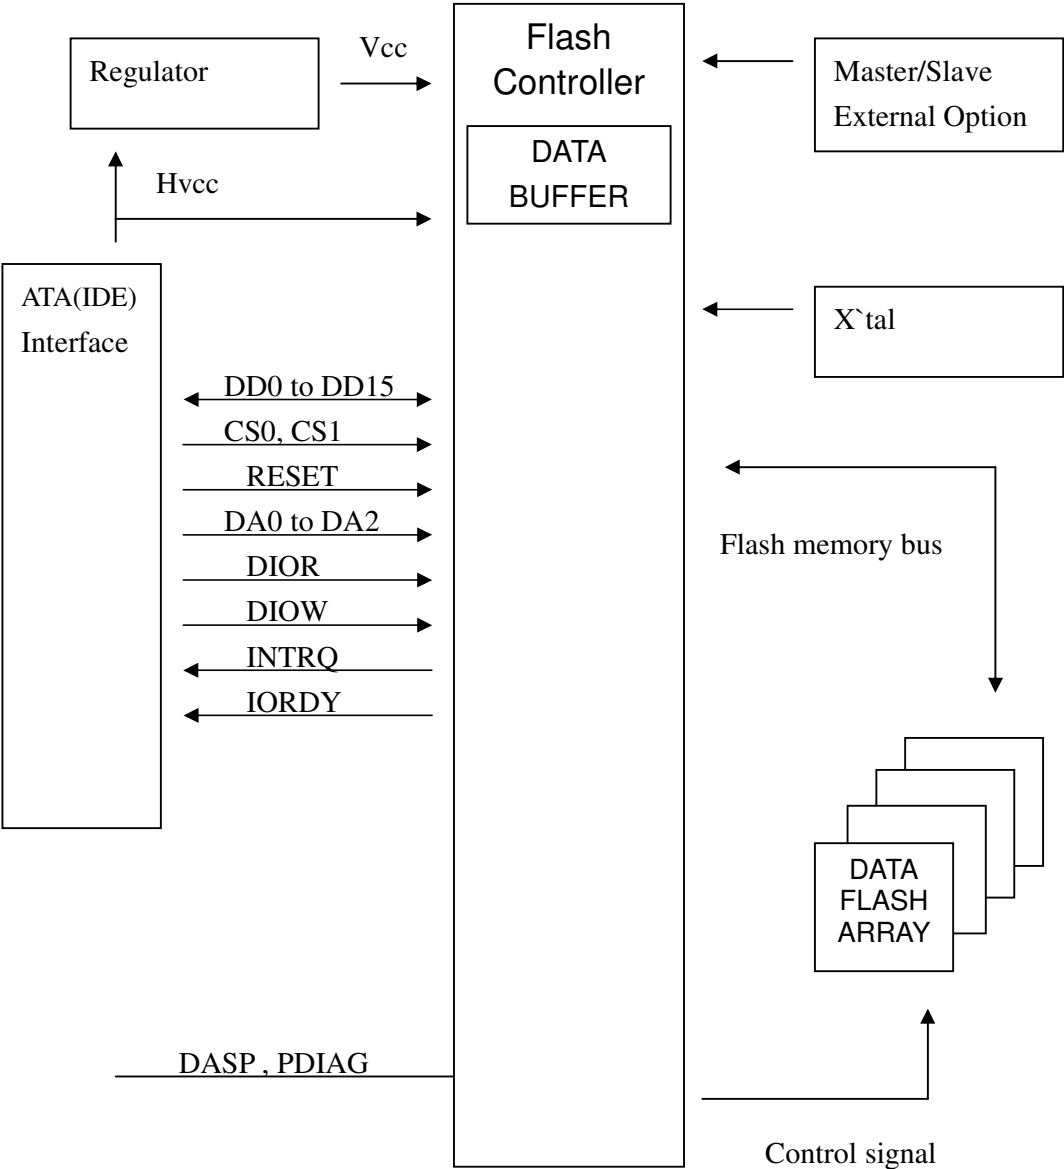 Flash
Controller
DATA
BUFFER
Regulator
Vcc
Hvcc
Master/Slave
External Option
ATA(IDE)
Interface
X`tal
DD0 to DD15
CS0, CS1
RESET
DA0 to DA2
DIOR
DIOW
INTRQ
IORDY
Flash memory bus
DATA
FLASH
ARRAY
DASP , PDIAG
Control signal